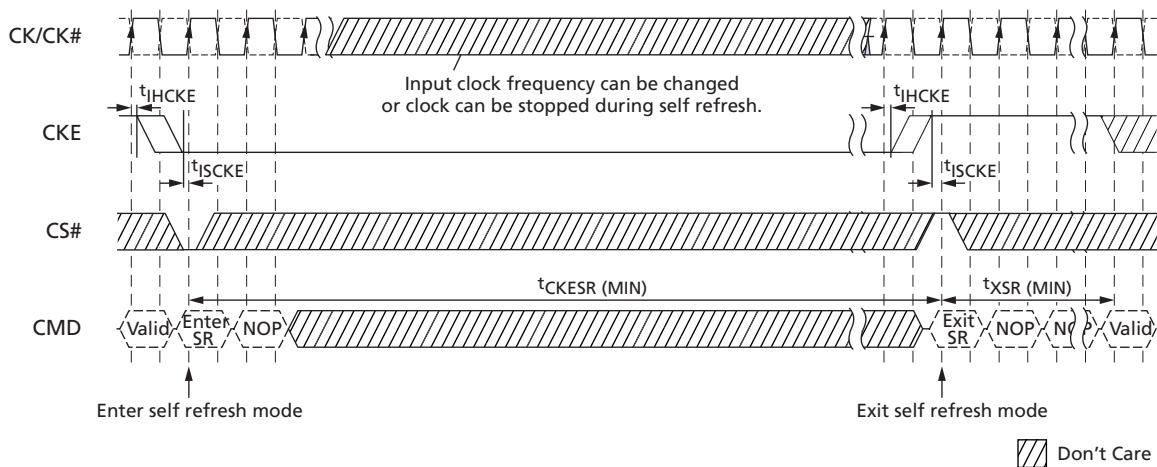 CK/CK#
Input clock frequency can be changed
or clock can be stopped during self refresh.
tIHCKE
tIHCKE
CKE
tISCKE
tISCKE
CS#
tCKESR (MIN)
tXSR (MIN)
CMD
Valid
Enter
SR
NOP
Exit
SR
NOP
NOP
Valid
Enter self refresh mode
Exit self refresh mode
Don't Care